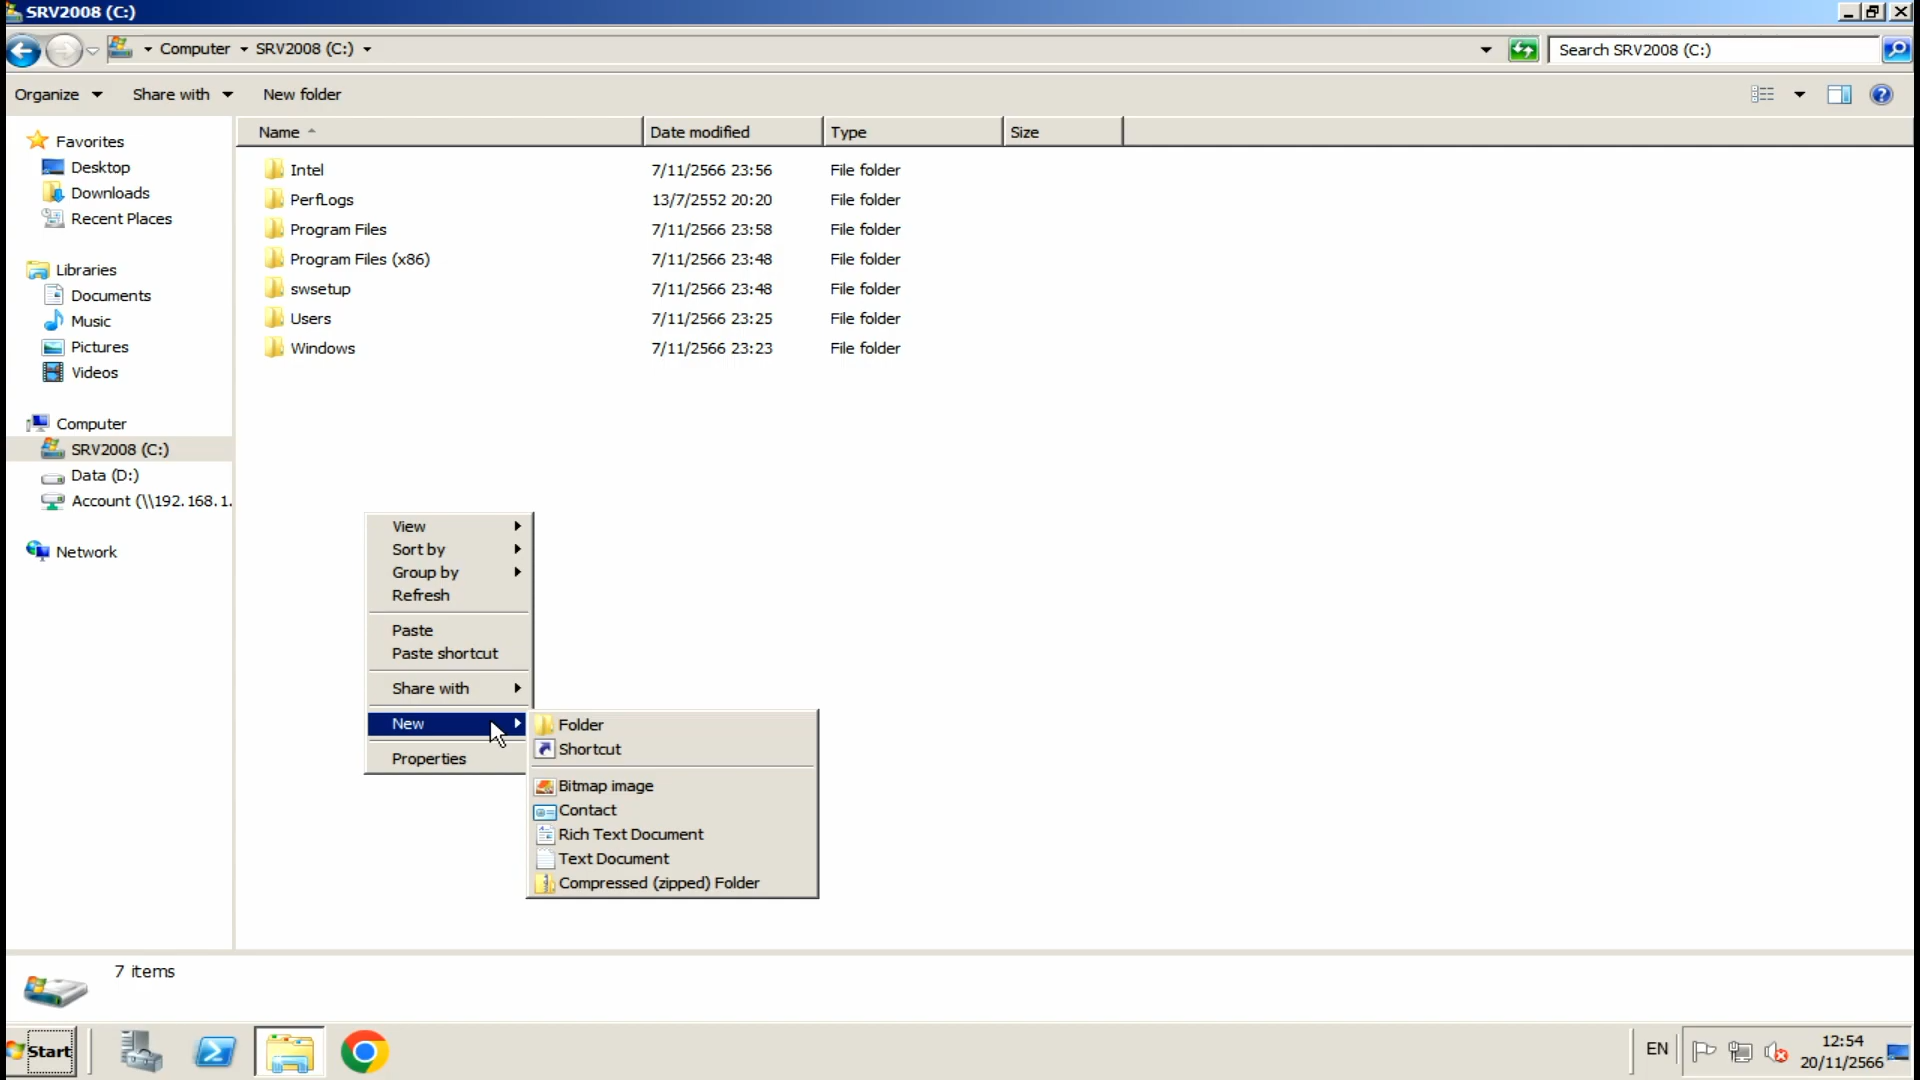 SRV2008 (C:)
Computer SRV2008 (C:)
Search SRV2008 (C:)
Organize Share with New folder
Name Date modified Type Size
Favorites
Desktop
Downloads
Recent Places
Libraries
Documents
Music
Pictures
Videos
Computer
SRV2008 (C:)
Data (D:)
Account (\\192.168.1.
Network
Intel 7/11/2566 23:56 File folder
PerfLogs 13/7/2552 20:20 File folder
Program Files 7/11/2566 23:58 File folder
Program Files (x86) 7/11/2566 23:48 File folder
swsetup 7/11/2566 23:48 File folder
Users 7/11/2566 23:25 File folder
Windows 7/11/2566 23:23 File folder
View
Sort by
Group by
Refresh
Paste
Paste shortcut
Share with
New
Properties
Folder
Shortcut
Bitmap image
Contact
Rich Text Document
Text Document
Compressed (zipped) Folder
7 items
Start
EN
12:54
20/11/2566